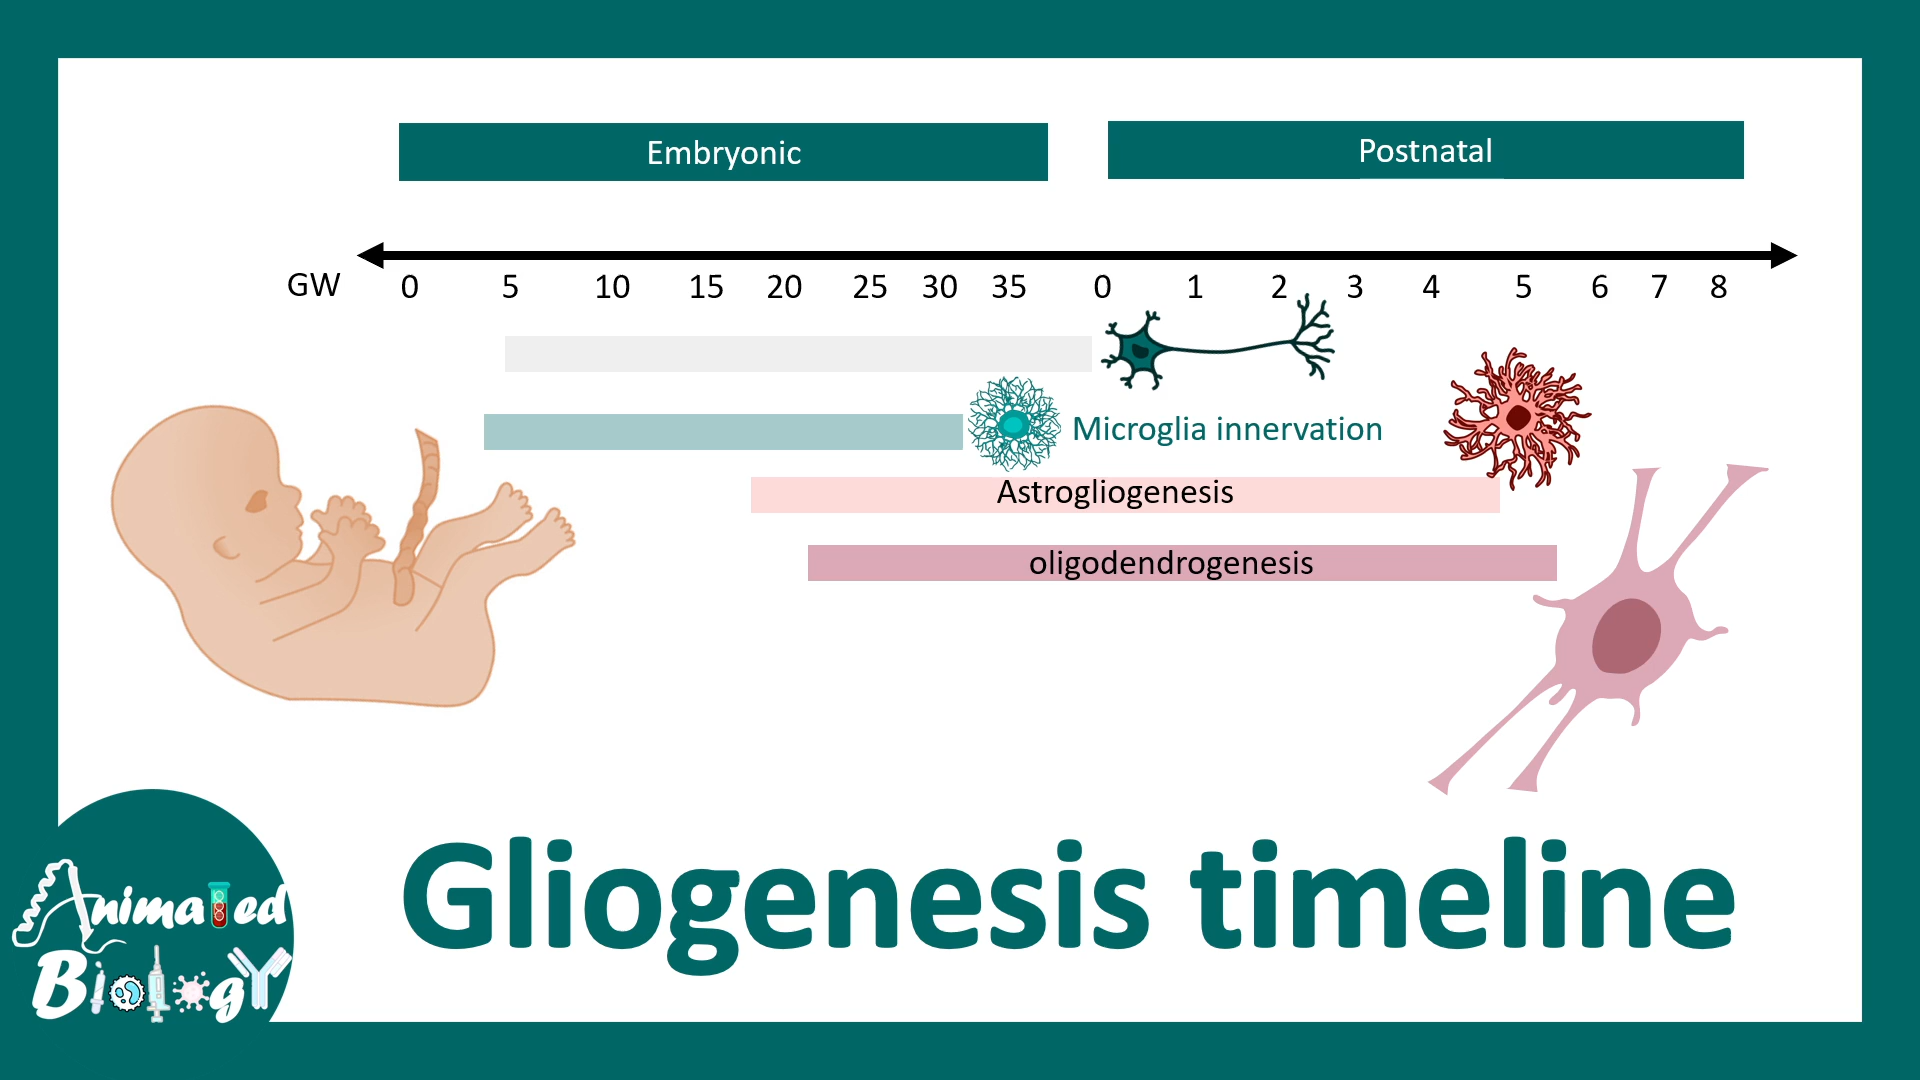 Embryonic
Postnatal
GW 0 5 10 15 20 25 30 35 0 1 2 3 4 5 6 7 8
Microglia innervation
Astrogliogenesis
oligodendrogenesis
Gliogenesis timeline
Animated
Biology